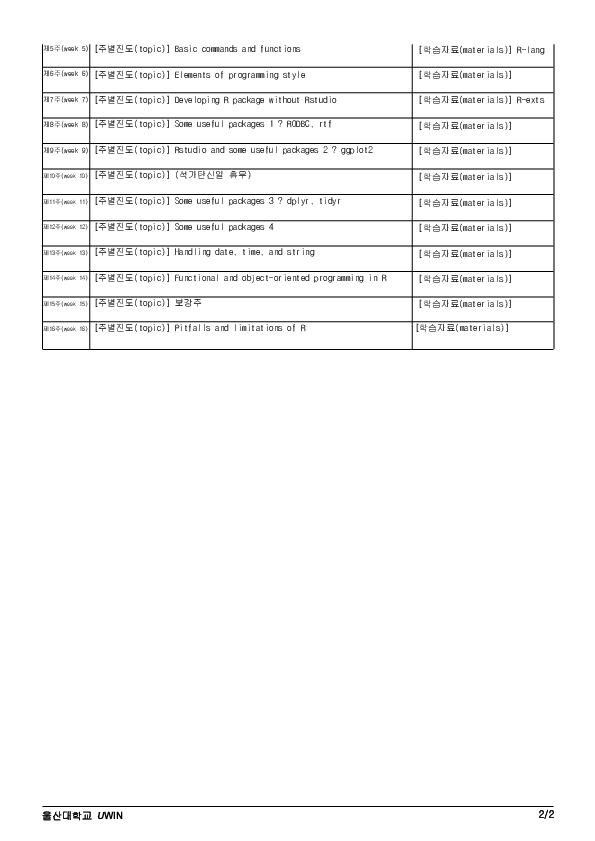 제5주(week 5) [주별진도(topic)] Basic commands and functions [학습자료(materials)] R-lang
제6주(week 6) [주별진도(topic)] Elements of programming style [학습자료(materials)]
제7주(week 7) [주별진도(topic)] Developing R package without Rstudio [학습자료(materials)] R-exts
제8주(week 8) [주별진도(topic)] Some useful packages 1 ? RODBC, rtf [학습자료(materials)]
제9주(week 9) [주별진도(topic)] Rstudio and some useful packages 2 ? ggplot2 [학습자료(materials)]
제10주(week 10) [주별진도(topic)] (석가탄신일 휴무) [학습자료(materials)]
제11주(week 11) [주별진도(topic)] Some useful packages 3 ? dplyr, tidyr [학습자료(materials)]
제12주(week 12) [주별진도(topic)] Some useful packages 4 [학습자료(materials)]
제13주(week 13) [주별진도(topic)] Handling date, time, and string [학습자료(materials)]
제14주(week 14) [주별진도(topic)] Functional and object-oriented programming in R [학습자료(materials)]
제15주(week 15) [주별진도(topic)] 보강주 [학습자료(materials)]
제16주(week 16) [주별진도(topic)] Pitfalls and limitations of R [학습자료(materials)]
울산대학교 UWIN 2/2